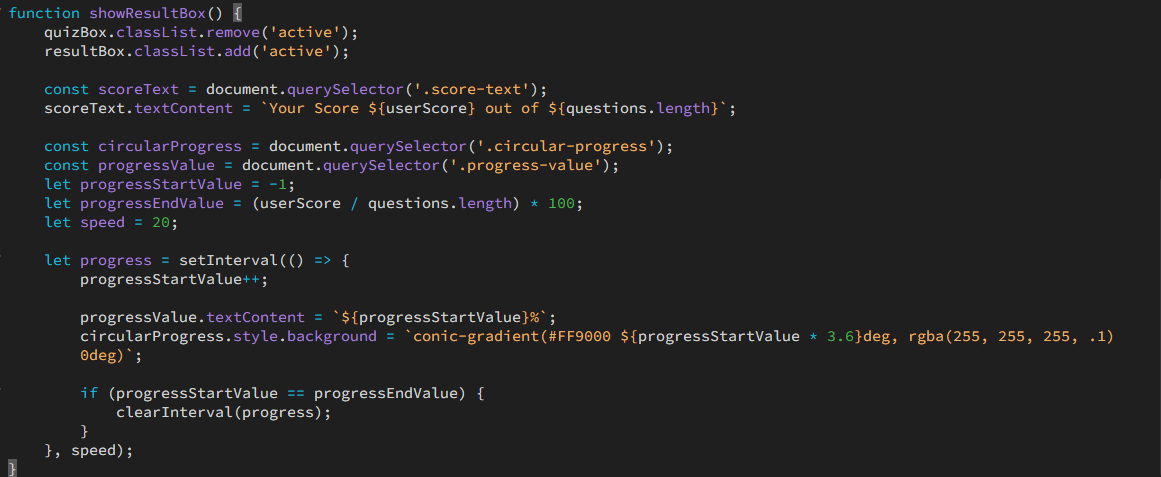 function showResultBox() {
    quizBox.classList.remove('active');
    resultBox.classList.add('active');

    const scoreText = document.querySelector('.score-text');
    scoreText.textContent = `Your Score ${userScore} out of ${questions.length}`;

    const circularProgress = document.querySelector('.circular-progress');
    const progressValue = document.querySelector('.progress-value');
    let progressStartValue = -1;
    let progressEndValue = (userScore / questions.length) * 100;
    let speed = 20;

    let progress = setInterval(() => {
        progressStartValue++;

        progressValue.textContent = `${progressStartValue}%`;
        circularProgress.style.background = `conic-gradient(#FF9000 ${progressStartValue * 3.6}deg, rgba(255, 255, 255, .1)
        0deg)`;

        if (progressStartValue == progressEndValue) {
            clearInterval(progress);
        }
    }, speed);
}